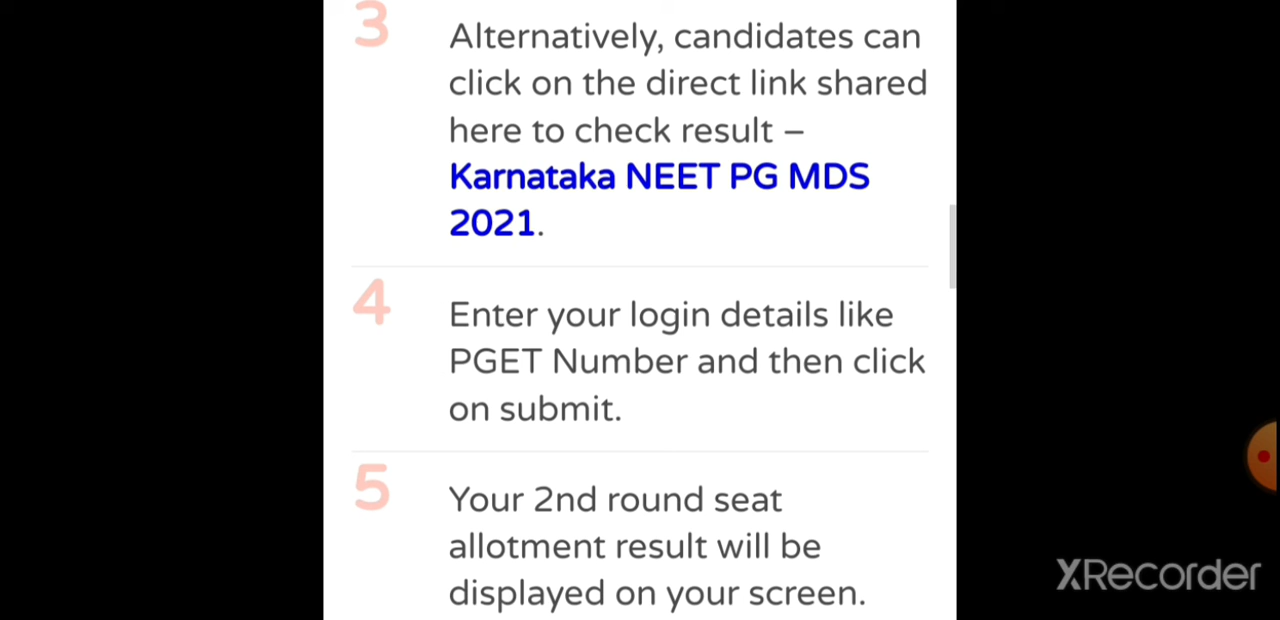 3
Alternatively, candidates can
click on the direct link shared
here to check result –
Karnataka NEET PG MDS
2021.
4
Enter your login details like
PGET Number and then click
on submit.
5
Your 2nd round seat
allotment result will be
displayed on your screen.
XRecorder